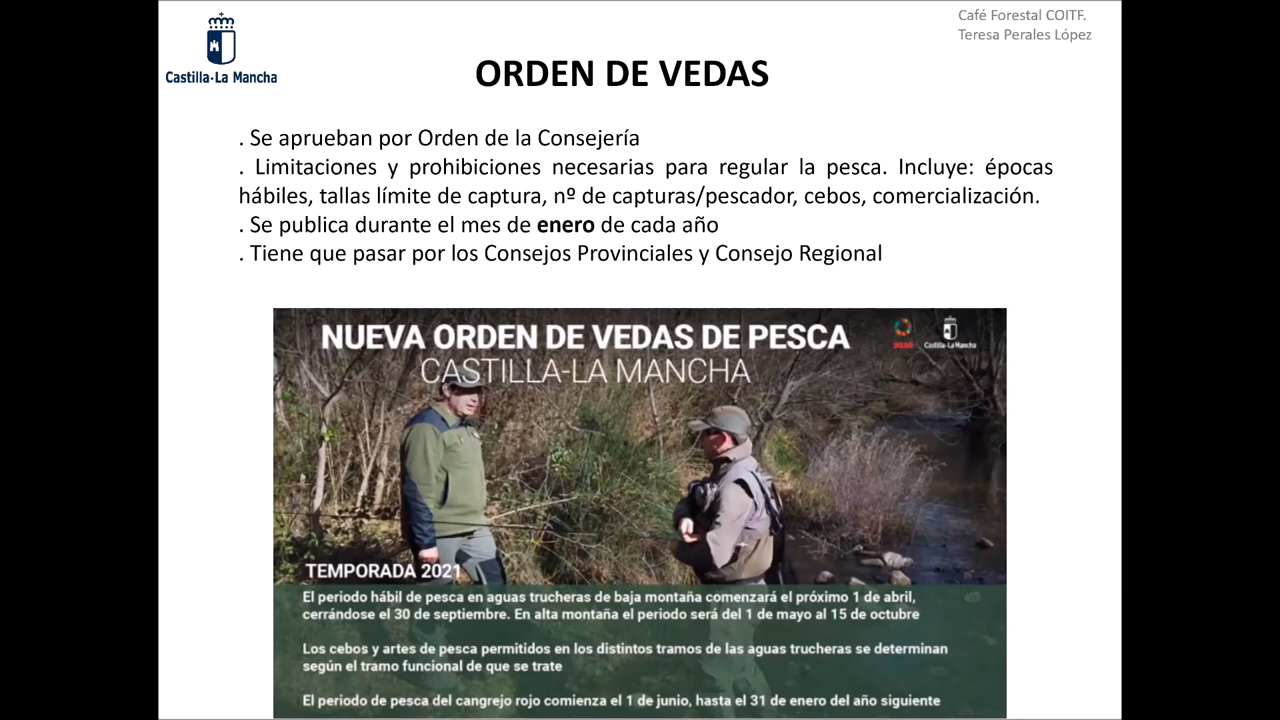 Café Forestal COITF.
Teresa Perales López
Castilla-La Mancha
ORDEN DE VEDAS
. Se aprueban por Orden de la Consejería
. Limitaciones y prohibiciones necesarias para regular la pesca. Incluye: épocas
hábiles, tallas límite de captura, nº de capturas/pescador, cebos, comercialización.
. Se publica durante el mes de enero de cada año
. Tiene que pasar por los Consejos Provinciales y Consejo Regional
NUEVA ORDEN DE VEDAS DE PESCA
CASTILLA-LA MANCHA
2030
Castilla-La Mancha
TEMPORADA 2021
El periodo hábil de pesca en aguas trucheras de baja montaña comenzará el próximo 1 de abril,
cerrándose el 30 de septiembre. En alta montaña el periodo será del 1 de mayo al 15 de octubre
Los cebos y artes de pesca permitidos en los distintos tramos de las aguas trucheras se determinan
según el tramo funcional de que se trate
El periodo de pesca del cangrejo rojo comienza el 1 de junio, hasta el 31 de enero del año siguiente